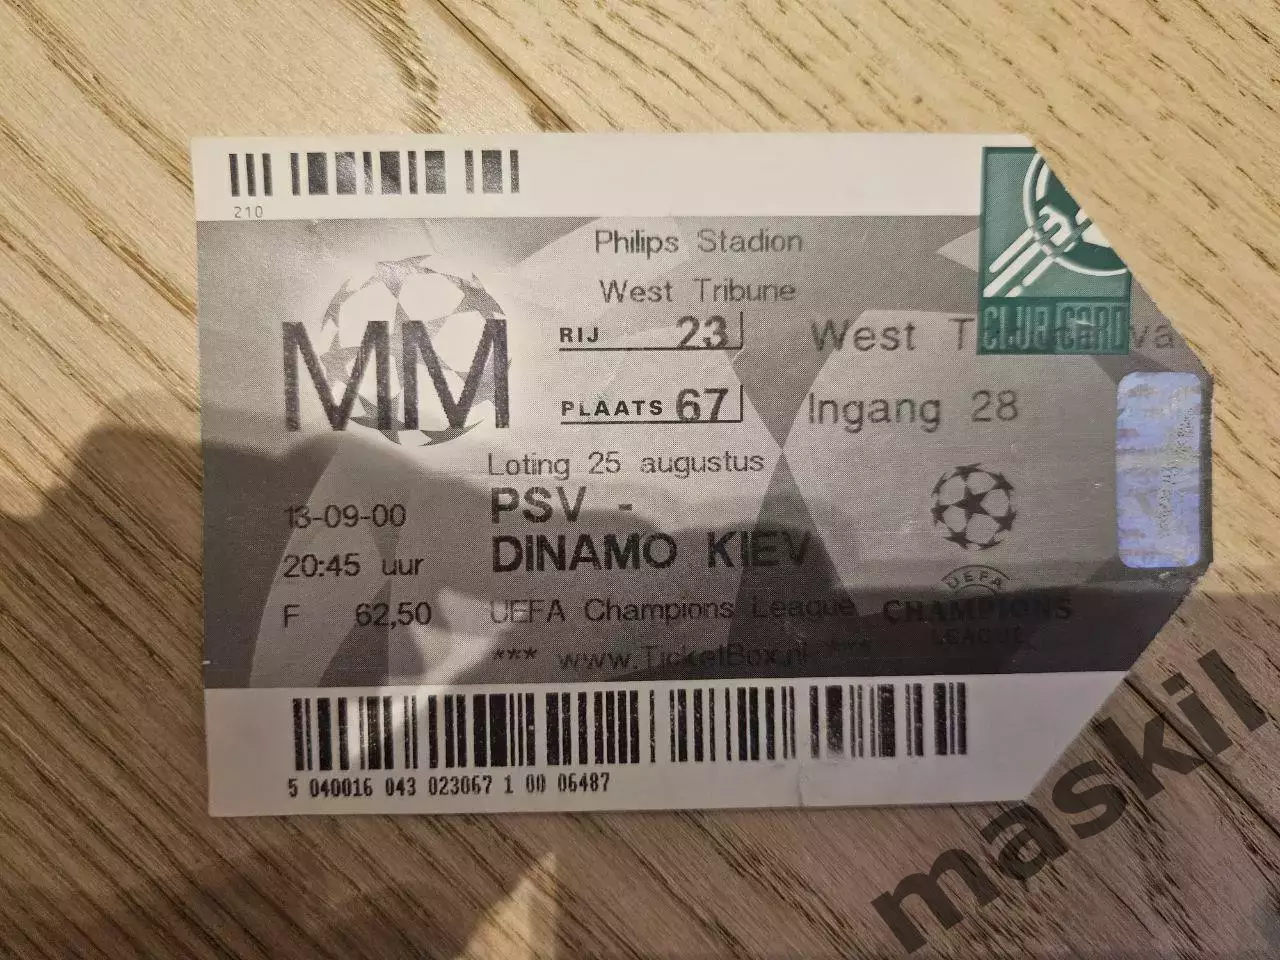 210
Philips Stadion
West Tribune
MM
RIJ 23
West
PLAATS 67
Ingang 28
CLUB CARD
Loting 25 augustus
13-09-00
PSV -
20:45 uur
DINAMO KIEV
F 62,50
UEFA Champions League
UEFA
CHAMPIONS
LEAGUE
*** www.TicketBox.nl ***
5 040016 043 023067 1 00 06487
maskil